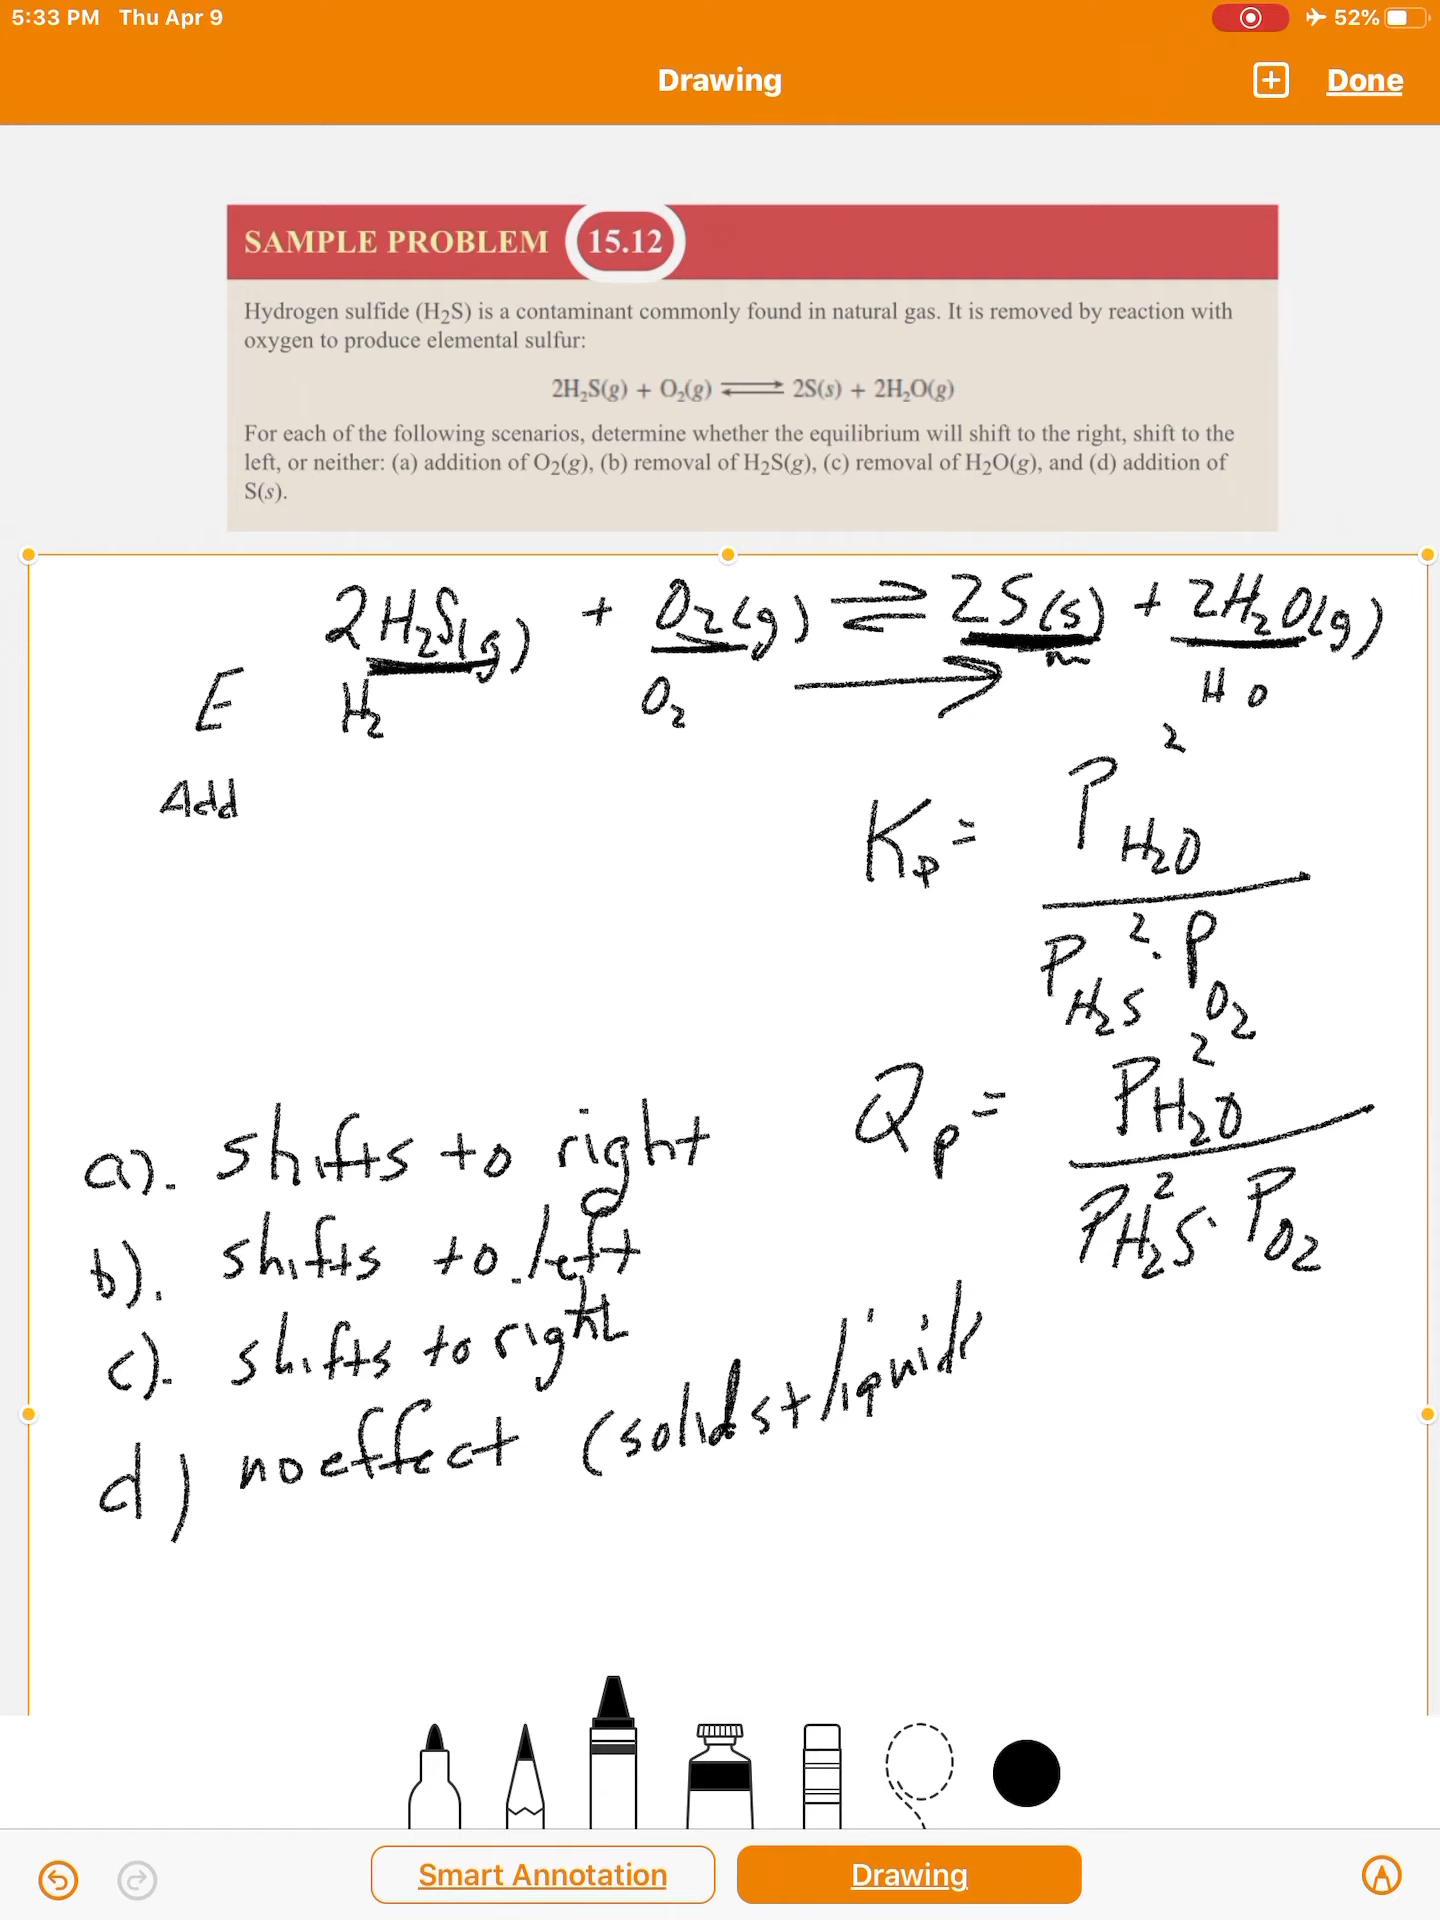 5:33 PM Thu Apr 9
52%
Drawing
Done
SAMPLE PROBLEM 15.12
Hydrogen sulfide (H₂S) is a contaminant commonly found in natural gas. It is removed by reaction with
oxygen to produce elemental sulfur:
2H₂S(g) + O₂(g) ⇌ 2S(s) + 2H₂O(g)
For each of the following scenarios, determine whether the equilibrium will shift to the right, shift to the
left, or neither: (a) addition of O₂(g), (b) removal of H₂S(g), (c) removal of H₂O(g), and (d) addition of
S(s).
2H₂S(g) + O₂(g) ⇌ 2S(s) + 2H₂O(g)
E H₂ O₂ → H O
Add
Kp = P²H₂O
P²H₂S · PO₂
Qp = P²H₂O
P²H₂S · PO₂
a). shifts to right
b). shifts to left
c). shifts to right
d) no effect (solids + liquids
Smart Annotation
Drawing